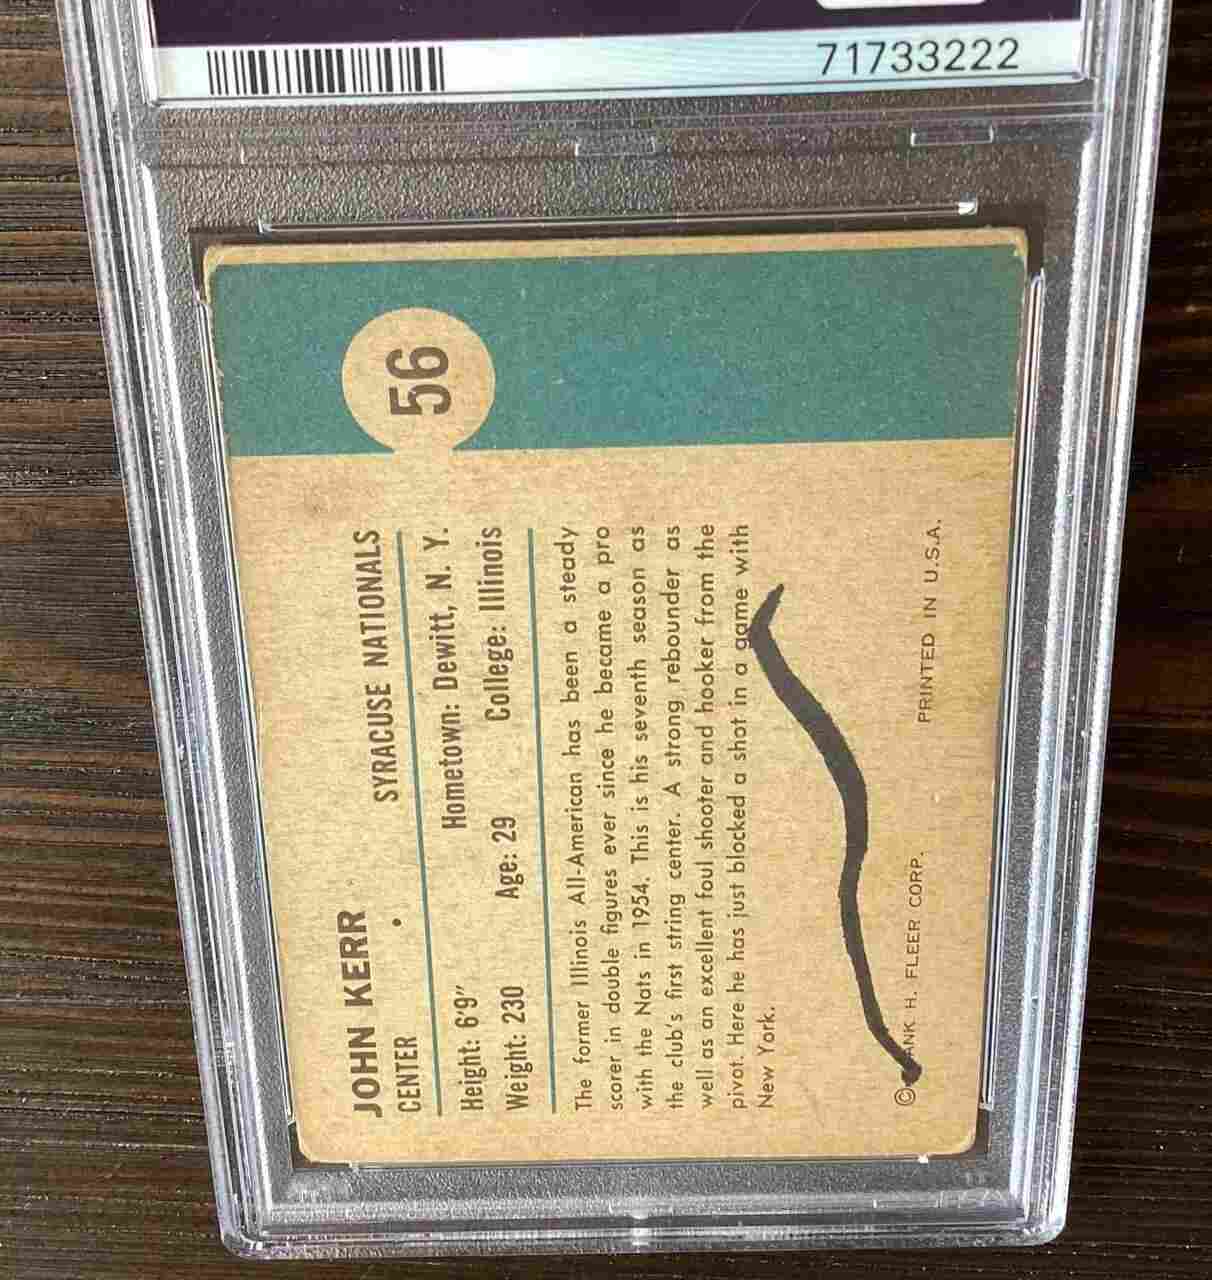 71733222
56
JOHN KERR
CENTER
SYRACUSE NATIONALS
Height: 6'9"
Hometown: Dewitt, N. Y.
Weight: 230
Age: 29
College: Illinois
The former Illinois All-American has been a steady
scorer in double figures ever since he became a pro
with the Nats in 1954. This is his seventh season as
the club's first string center. A strong rebounder as
well as an excellent foul shooter and hooker from the
pivot. Here he has just blocked a shot in a game with
New York.
© ANK H. FLEER CORP.
PRINTED IN U.S.A.